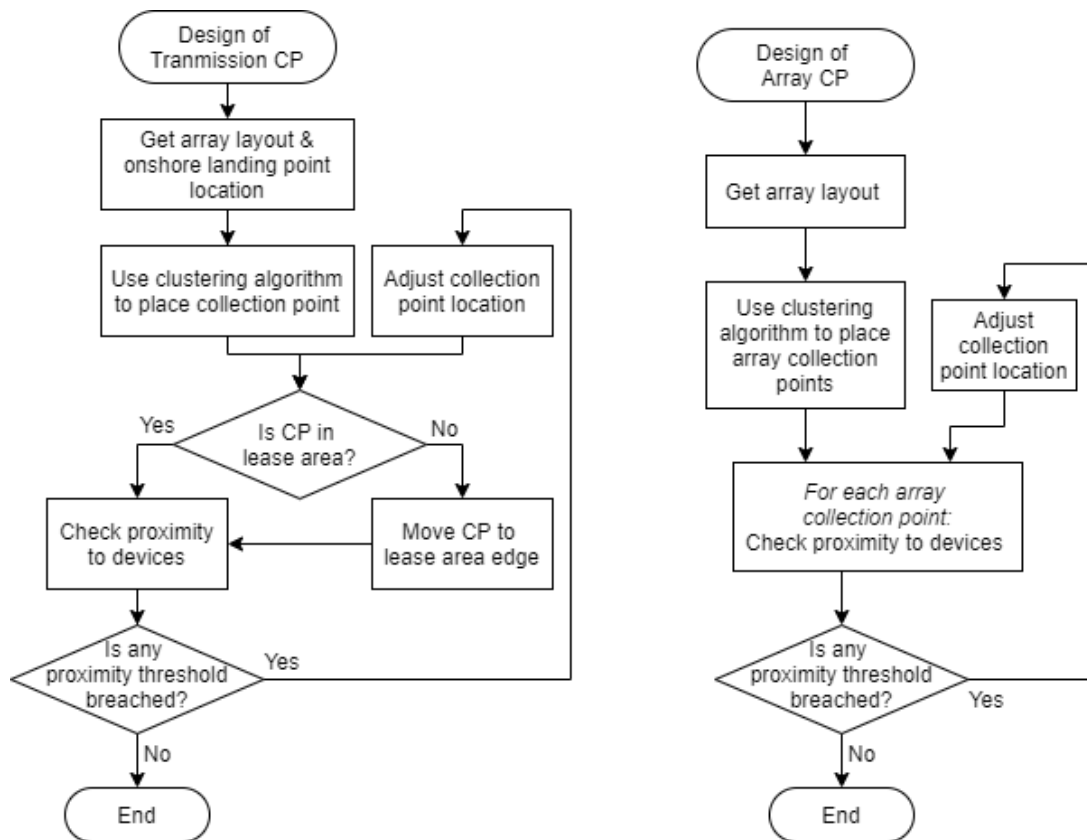 Design of
Tranmission CP
Get array layout &
onshore landing point
location
Use clustering algorithm
to place collection point
Adjust collection
point location
Is CP in
lease area?
Yes
No
Check proximity
to devices
Move CP to
lease area edge
Is any
proximity threshold
breached?
Yes
No
End
Design of
Array CP
Get array layout
Use clustering
algorithm to place
array collection
points
Adjust
collection
point location
For each array
collection point:
Check proximity to devices
Is any
proximity threshold
breached?
Yes
No
End